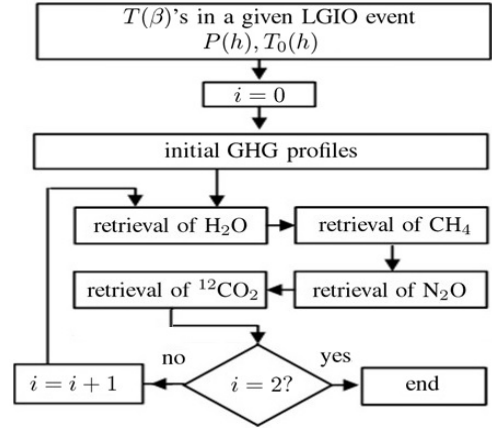 T(β)'s in a given LGIO event
P(h), T₀(h)
i = 0
initial GHG profiles
retrieval of H₂O
retrieval of CH₄
retrieval of ¹²CO₂
retrieval of N₂O
no
yes
i = i + 1
i = 2?
end